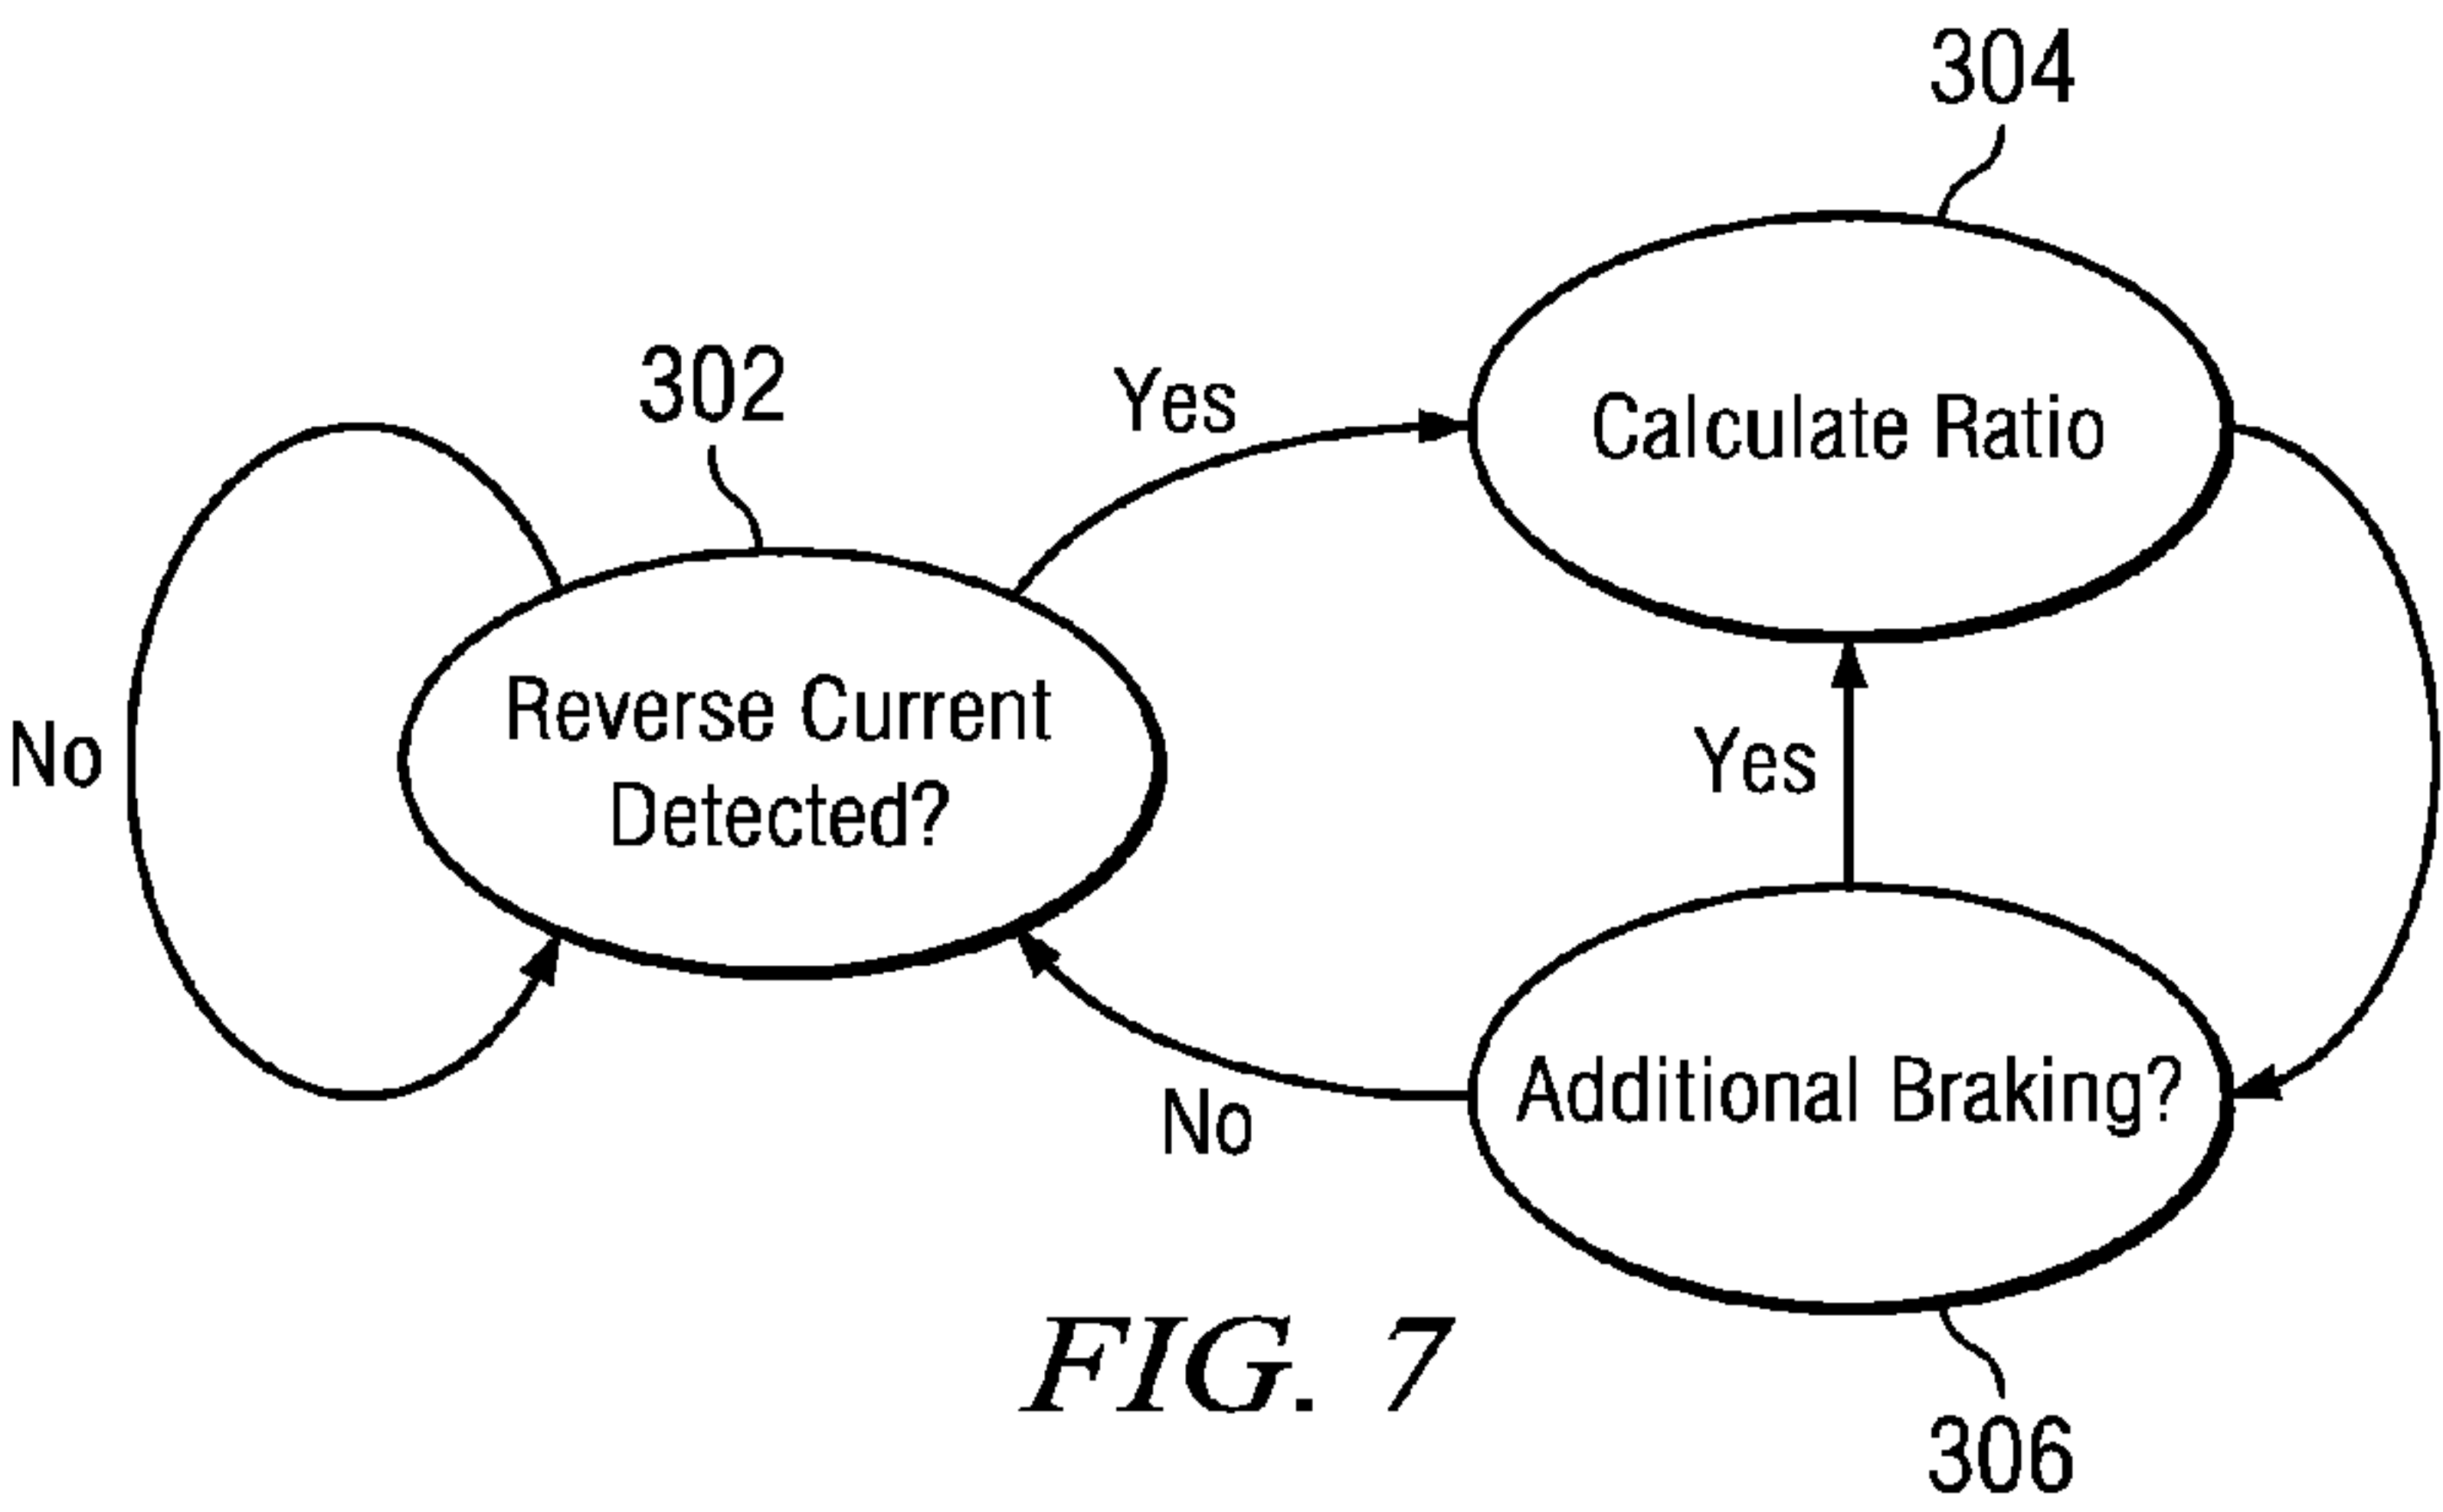 304
302
Yes
Calculate Ratio
Reverse Current
Detected?
No
Yes
Additional Braking?
No
FIG. 7
306